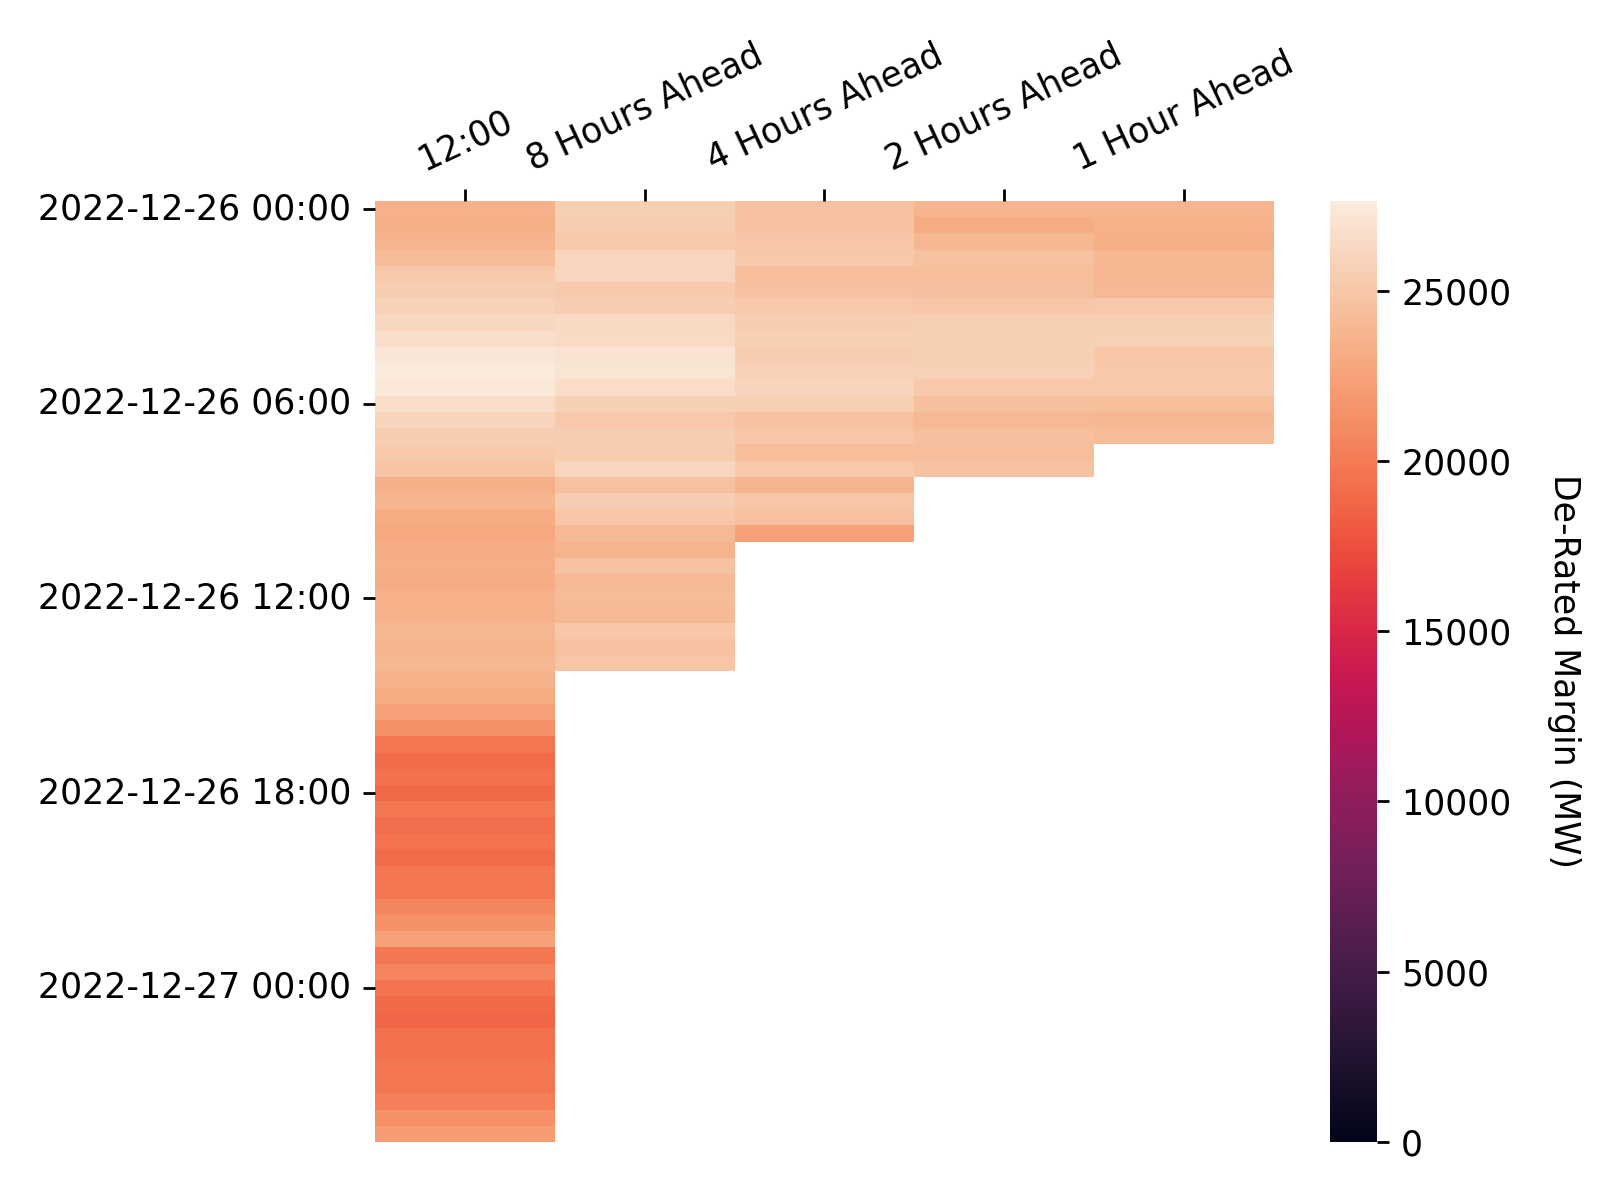 12:00
8 Hours Ahead
4 Hours Ahead
2 Hours Ahead
1 Hour Ahead
2022-12-26 00:00
2022-12-26 06:00
2022-12-26 12:00
2022-12-26 18:00
2022-12-27 00:00
25000
20000
15000
10000
5000
0
De-Rated Margin (MW)